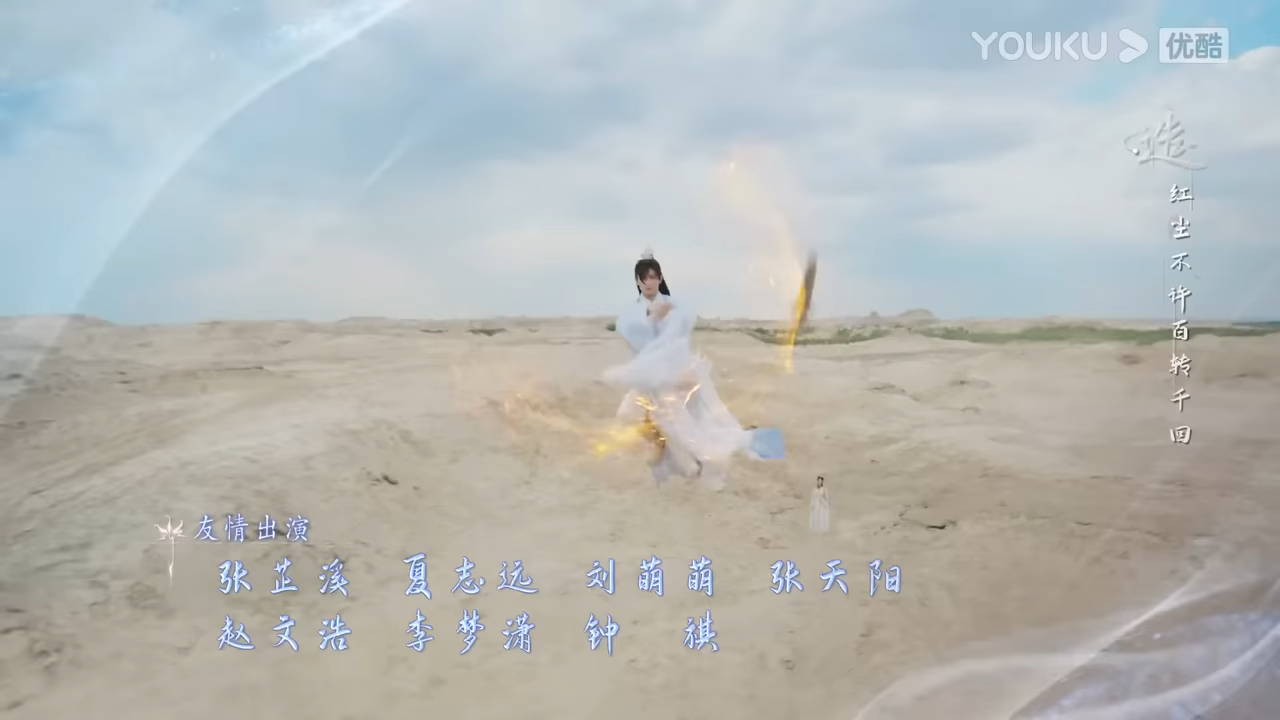 YOUKU 优酷
造
红尘不许百转千回
友情出演
张芷溪 夏志远 刘萌萌 张天阳
赵文浩 李梦潇 钟祺